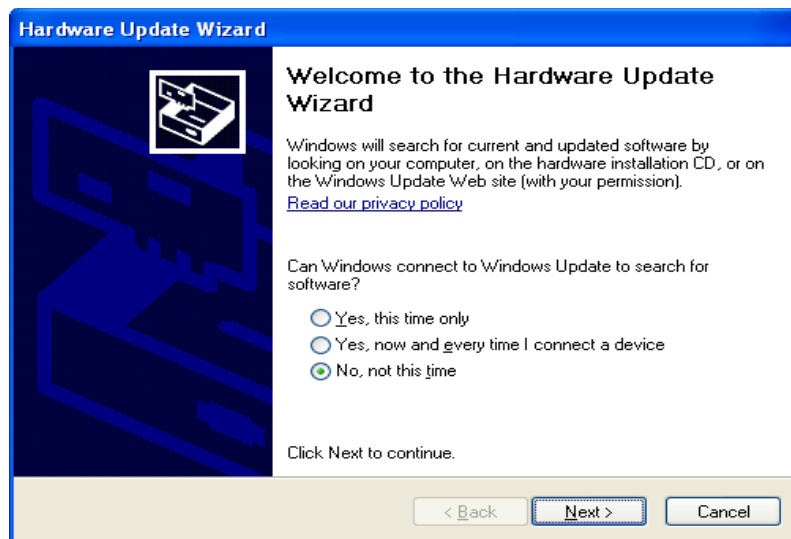 Hardware Update Wizard
Welcome to the Hardware Update
Wizard
Windows will search for current and updated software by
looking on your computer, on the hardware installation CD, or on
the Windows Update Web site (with your permission).
Read our privacy policy
Can Windows connect to Windows Update to search for
software?
Yes, this time only
Yes, now and every time I connect a device
No, not this time
Click Next to continue.
< Back Next > Cancel